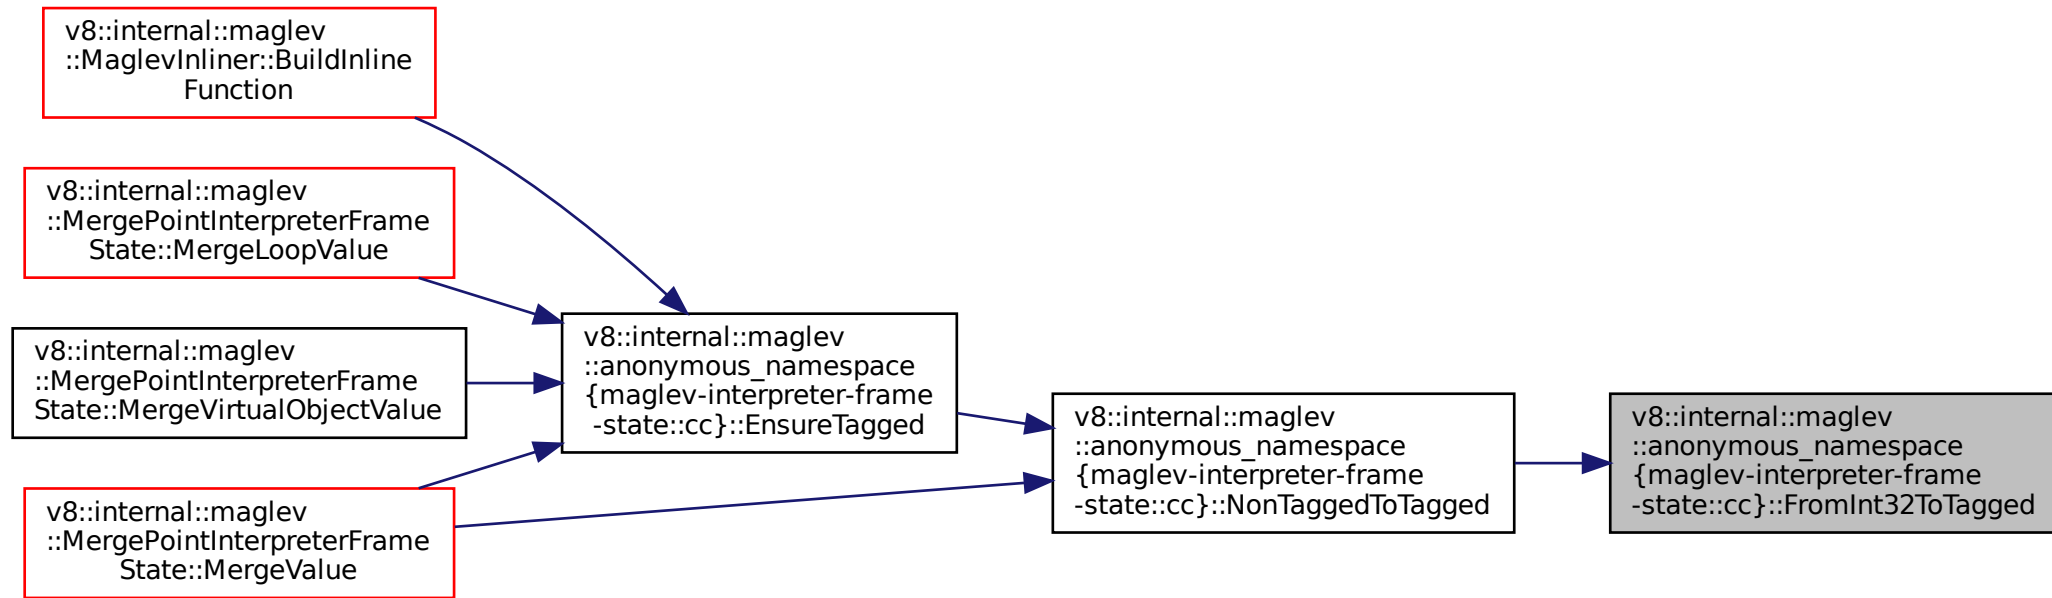 v8::internal::maglev
::MaglevInliner::BuildInline
Function
v8::internal::maglev
::MergePointInterpreterFrame
State::MergeLoopValue
v8::internal::maglev
::MergePointInterpreterFrame
State::MergeVirtualObjectValue
v8::internal::maglev
::MergePointInterpreterFrame
State::MergeValue
v8::internal::maglev
::anonymous_namespace
{maglev-interpreter-frame
-state::cc}::EnsureTagged
v8::internal::maglev
::anonymous_namespace
{maglev-interpreter-frame
-state::cc}::NonTaggedToTagged
v8::internal::maglev
::anonymous_namespace
{maglev-interpreter-frame
-state::cc}::FromInt32ToTagged